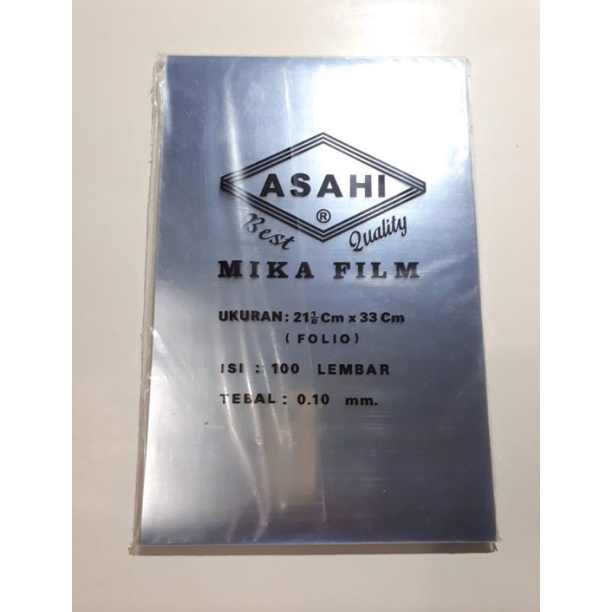 ASAHI
®
Best Quality
MIKA FILM
UKURAN: 21½ Cm x 33 Cm
( FOLIO )
ISI : 100 LEMBAR
TEBAL : 0.10 mm.